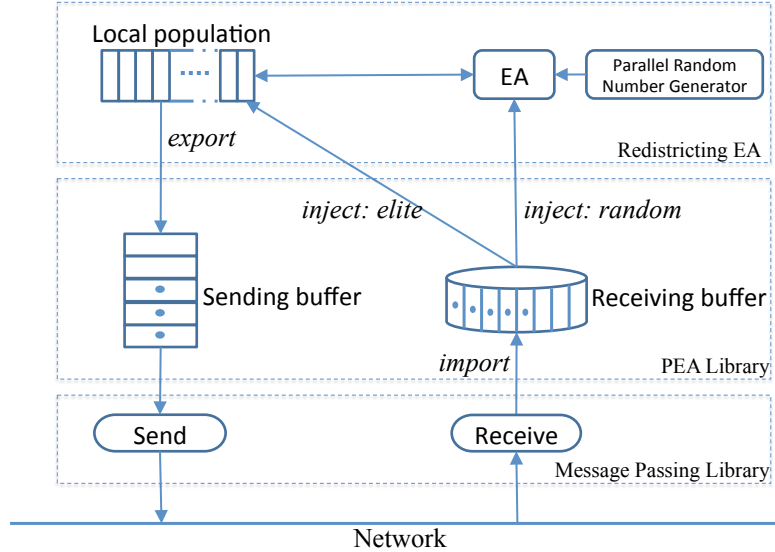 Local population
EA
Parallel Random
Number Generator
export
Redistricting EA
inject: elite
inject: random
Sending buffer
Receiving buffer
import
PEA Library
Send
Receive
Message Passing Library
Network